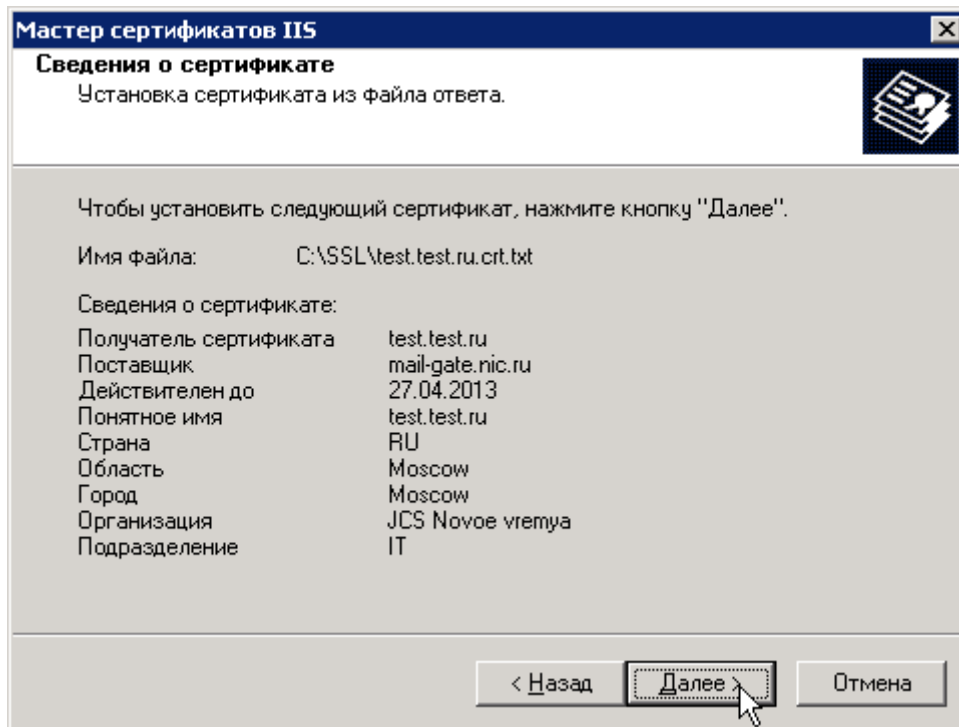 Мастер сертификатов IIS
Сведения о сертификате
Установка сертификата из файла ответа.
Чтобы установить следующий сертификат, нажмите кнопку "Далее".
Имя файла: C:\SSL\test.test.ru.crt.txt
Сведения о сертификате:
Получатель сертификата test.test.ru
Поставщик mail-gate.nic.ru
Действителен до 27.04.2013
Понятное имя test.test.ru
Страна RU
Область Moscow
Город Moscow
Организация JCS Novoe vremya
Подразделение IT
< Назад Далее > Отмена